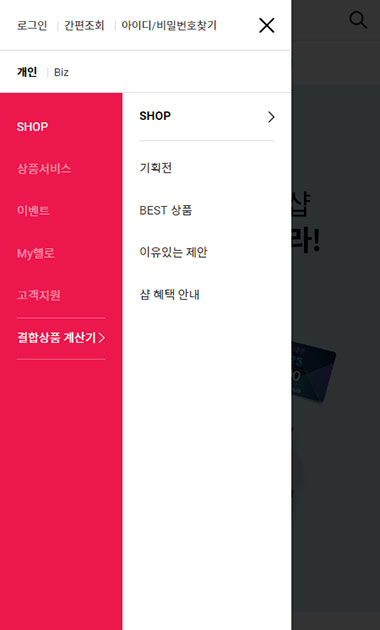 로그인 간편조회 아이디/비밀번호찾기
개인 Biz
SHOP
상품서비스
이벤트
My헬로
고객지원
결합상품 계산기
SHOP
기획전
BEST 상품
이유있는 제안
샵 혜택 안내
샵
라!